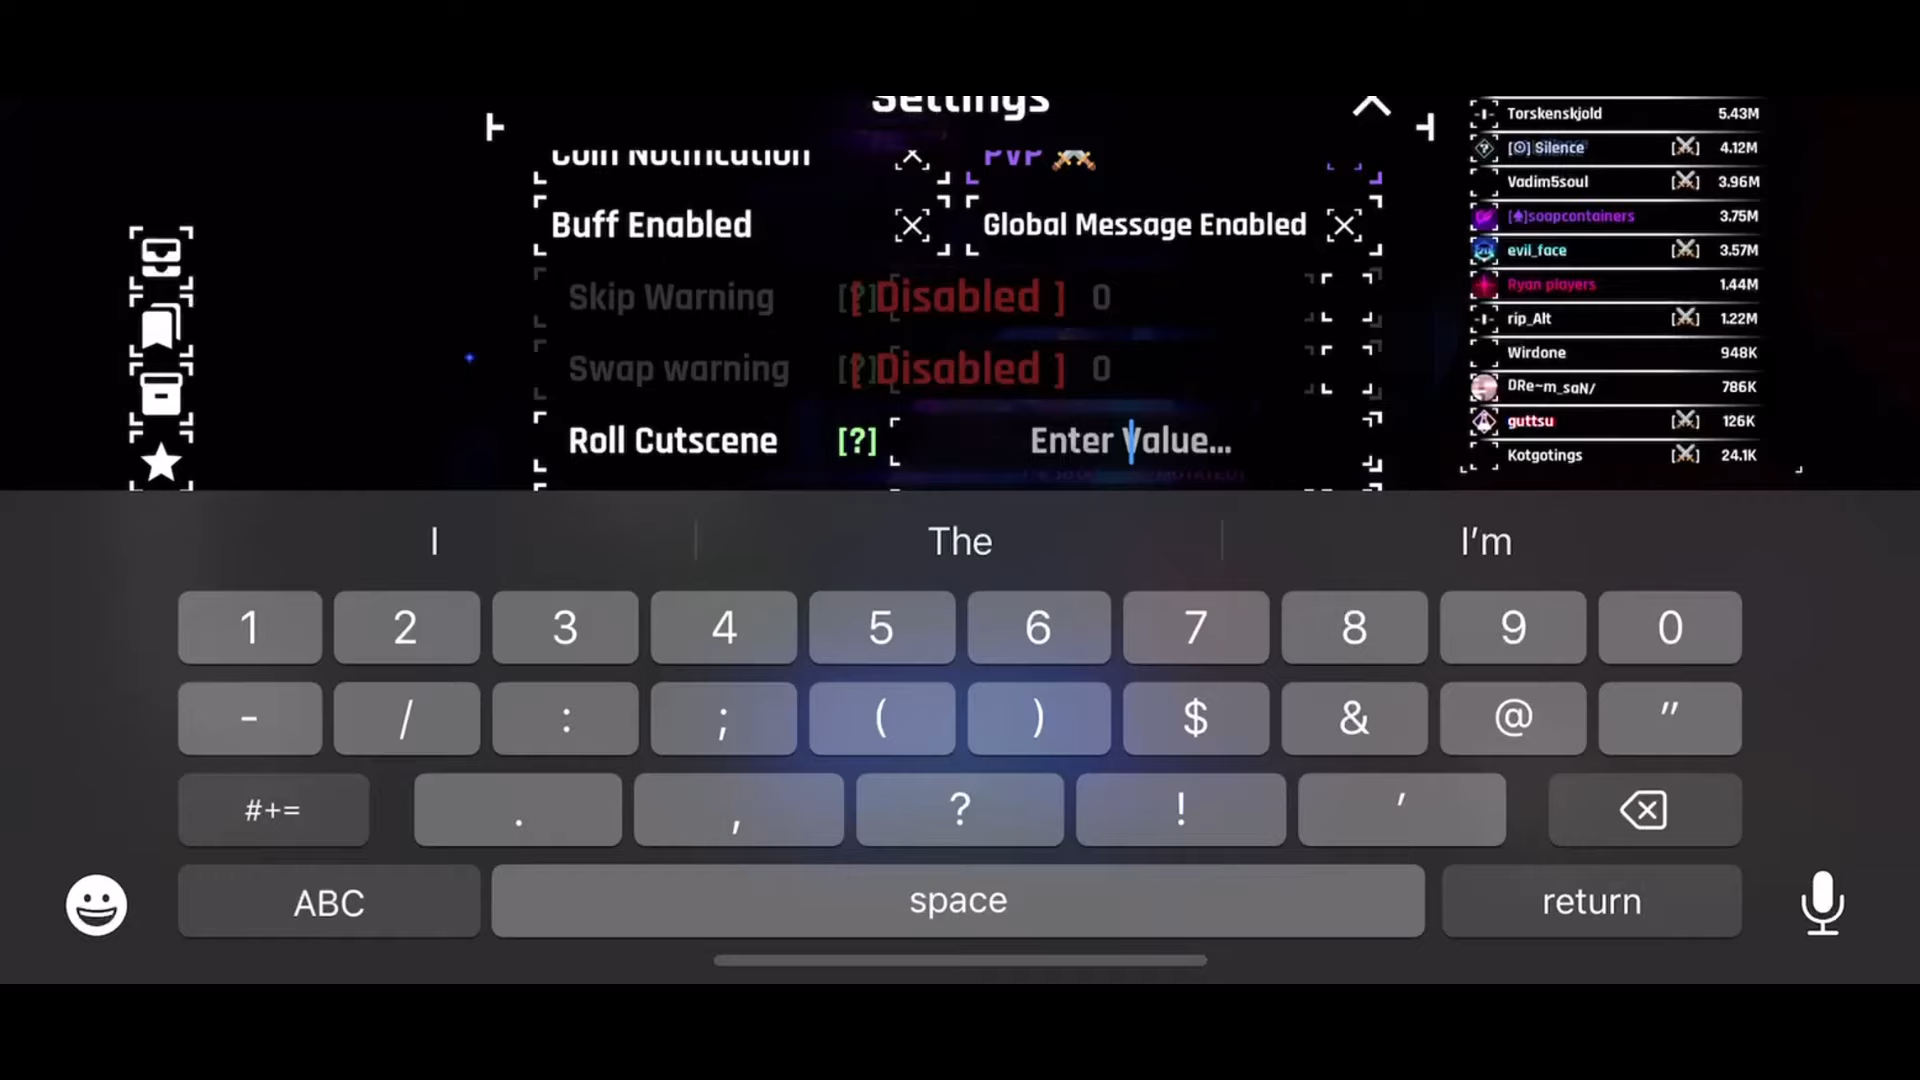 Settings
Coin Notification
PVP
Buff Enabled
Global Message Enabled
Skip Warning [?] [ Disabled ] 0
Swap warning [?] [ Disabled ] 0
Roll Cutscene [?] Enter Value...
Torskenskjold 5.43M
[⊙] Silence [⚔] 4.12M
Vadim5soul [⚔] 3.96M
[♠]soapcontainers 3.75M
evil_face [⚔] 3.57M
Ryan players 1.44M
rip_Alt [⚔] 1.22M
Wirdone 948K
DRe~m_saN/ 786K
guttsu [⚔] 126K
Kotgotings [⚔] 24.1K
I The I'm
1 2 3 4 5 6 7 8 9 0
- / : ; ( ) $ & @ "
#+= . , ? ! '
ABC space return